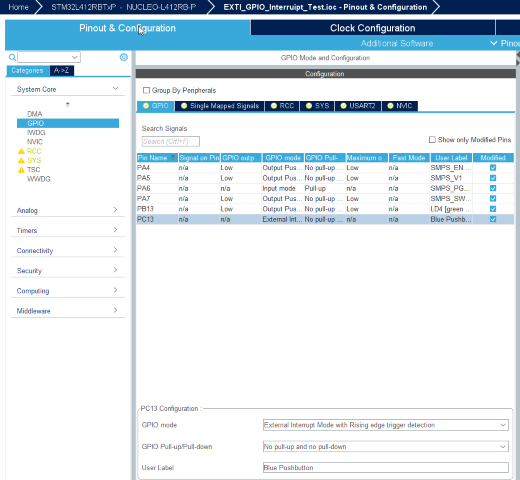 Home STM32L412RBTxP - NUCLEO-L412RB-P EXTI_GPIO_Interruipt_Test.ioc - Pinout & Configuration
Pinout & Configuration Clock Configuration
Additional Software Pinou
GPIO Mode and Configuration
Categories A->Z
Configuration
System Core
Group By Peripherals
GPIO Single Mapped Signals RCC SYS USART2 NVIC
DMA
GPIO
IWDG
NVIC
RCC
SYS
TSC
WWDG
Analog
Timers
Connectivity
Security
Computing
Middleware
Search Signals
Search (Ctrl+F) Show only Modified Pins
Pin Name Signal on Pin GPIO outp... GPIO mode GPIO Pull-... Maximum o... Fast Mode User Label Modified
PA4 n/a Low Output Pus... No pull-up ... Low n/a SMPS_EN ...
PA5 n/a Low Output Pus... No pull-up ... Low n/a SMPS_V1
PA6 n/a n/a Input mode Pull-up n/a n/a SMPS_PG...
PA7 n/a Low Output Pus... No pull-up ... Low n/a SMPS_SW...
PB13 n/a Low Output Pus... No pull-up ... Low n/a LD4 [green ...
PC13 n/a n/a External Int... No pull-up ... n/a n/a Blue Pushb...
PC13 Configuration :
GPIO mode External Interrupt Mode with Rising edge trigger detection
GPIO Pull-up/Pull-down No pull-up and no pull-down
User Label Blue Pushbutton